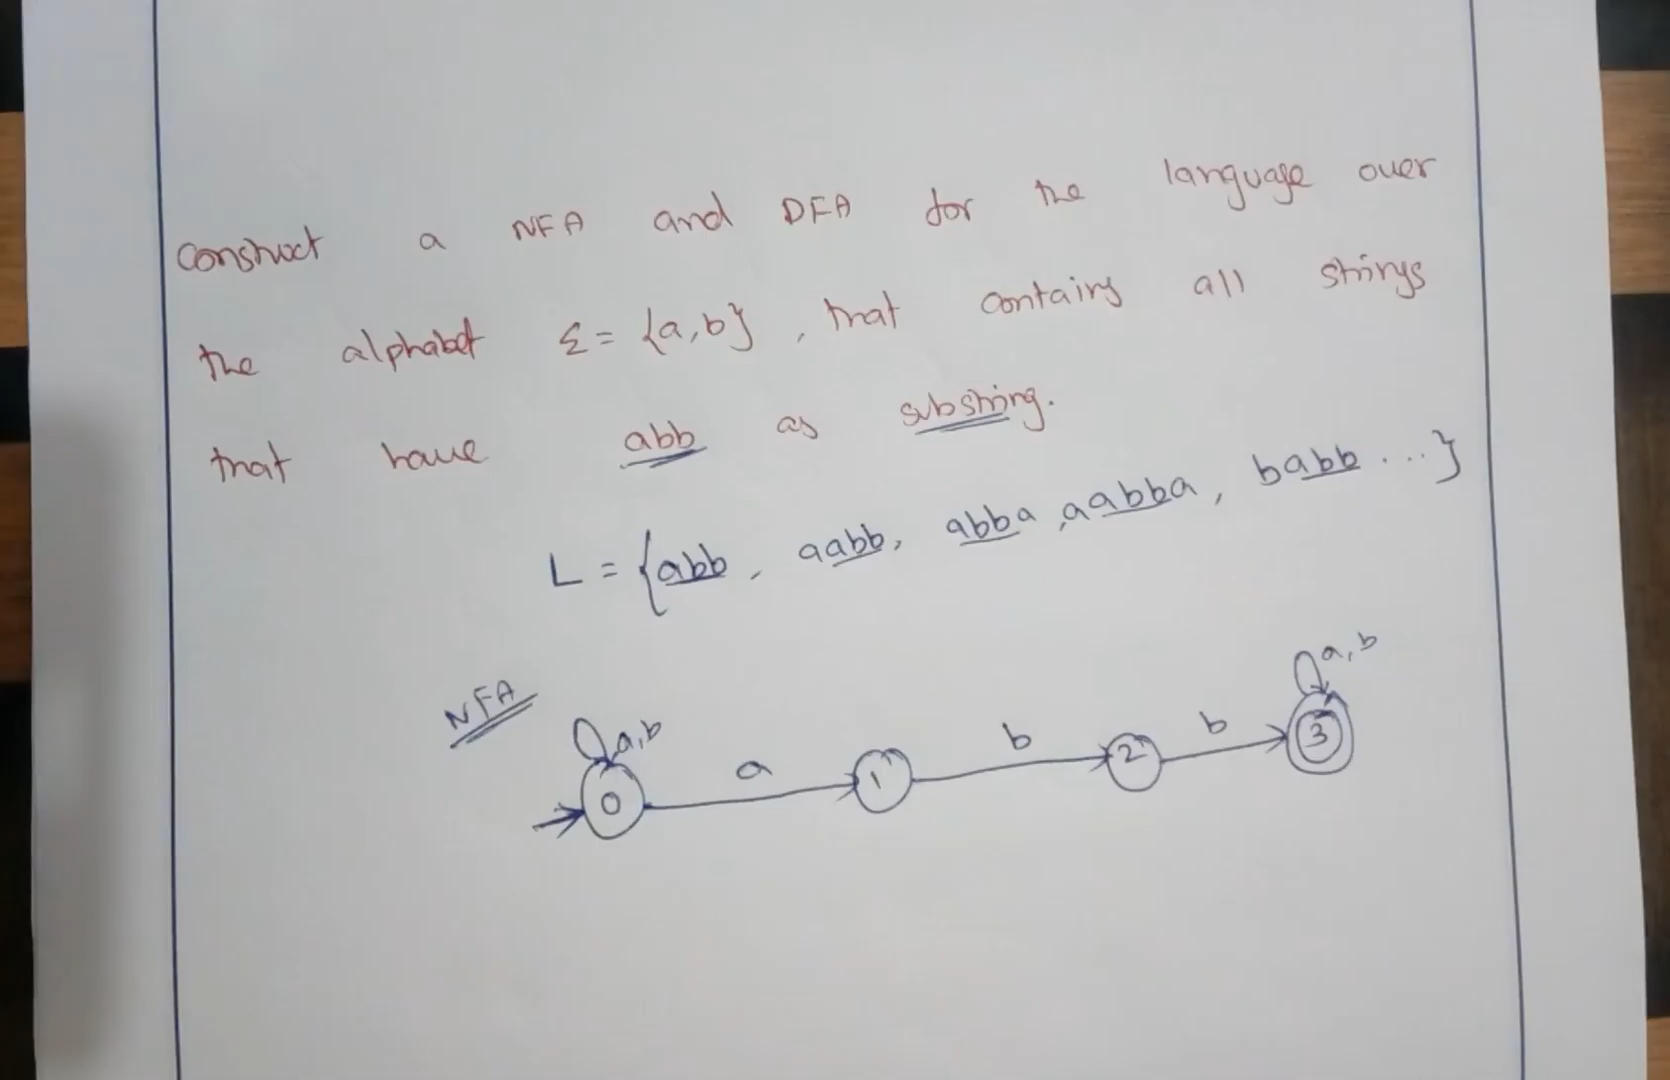 construct a NFA and DFA for the language over
the alphabet Σ = {a,b} , that contains all strings
that have abb as substring.
L = {abb, aabb, abba, aabba, babb ...}
NFA
a,b
a,b
a
b
b
0
1
2
3